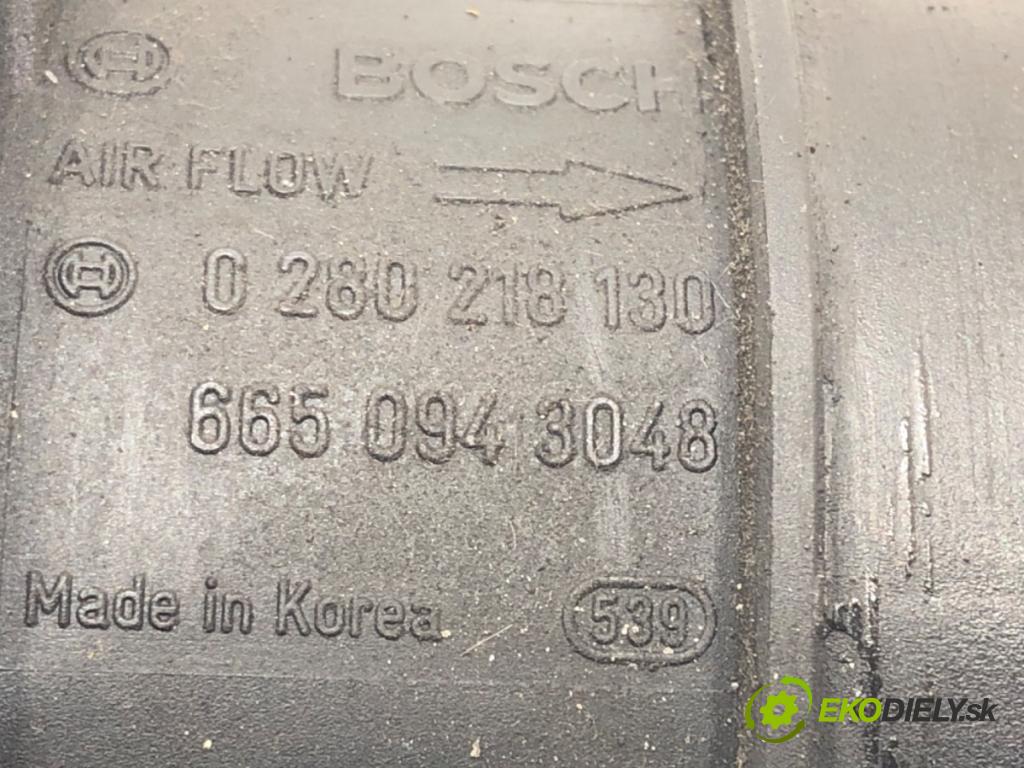 BOSCH
AIR FLOW
0 280 218 130
665 094 3048
Made in Korea
539
EKODIELY.sk